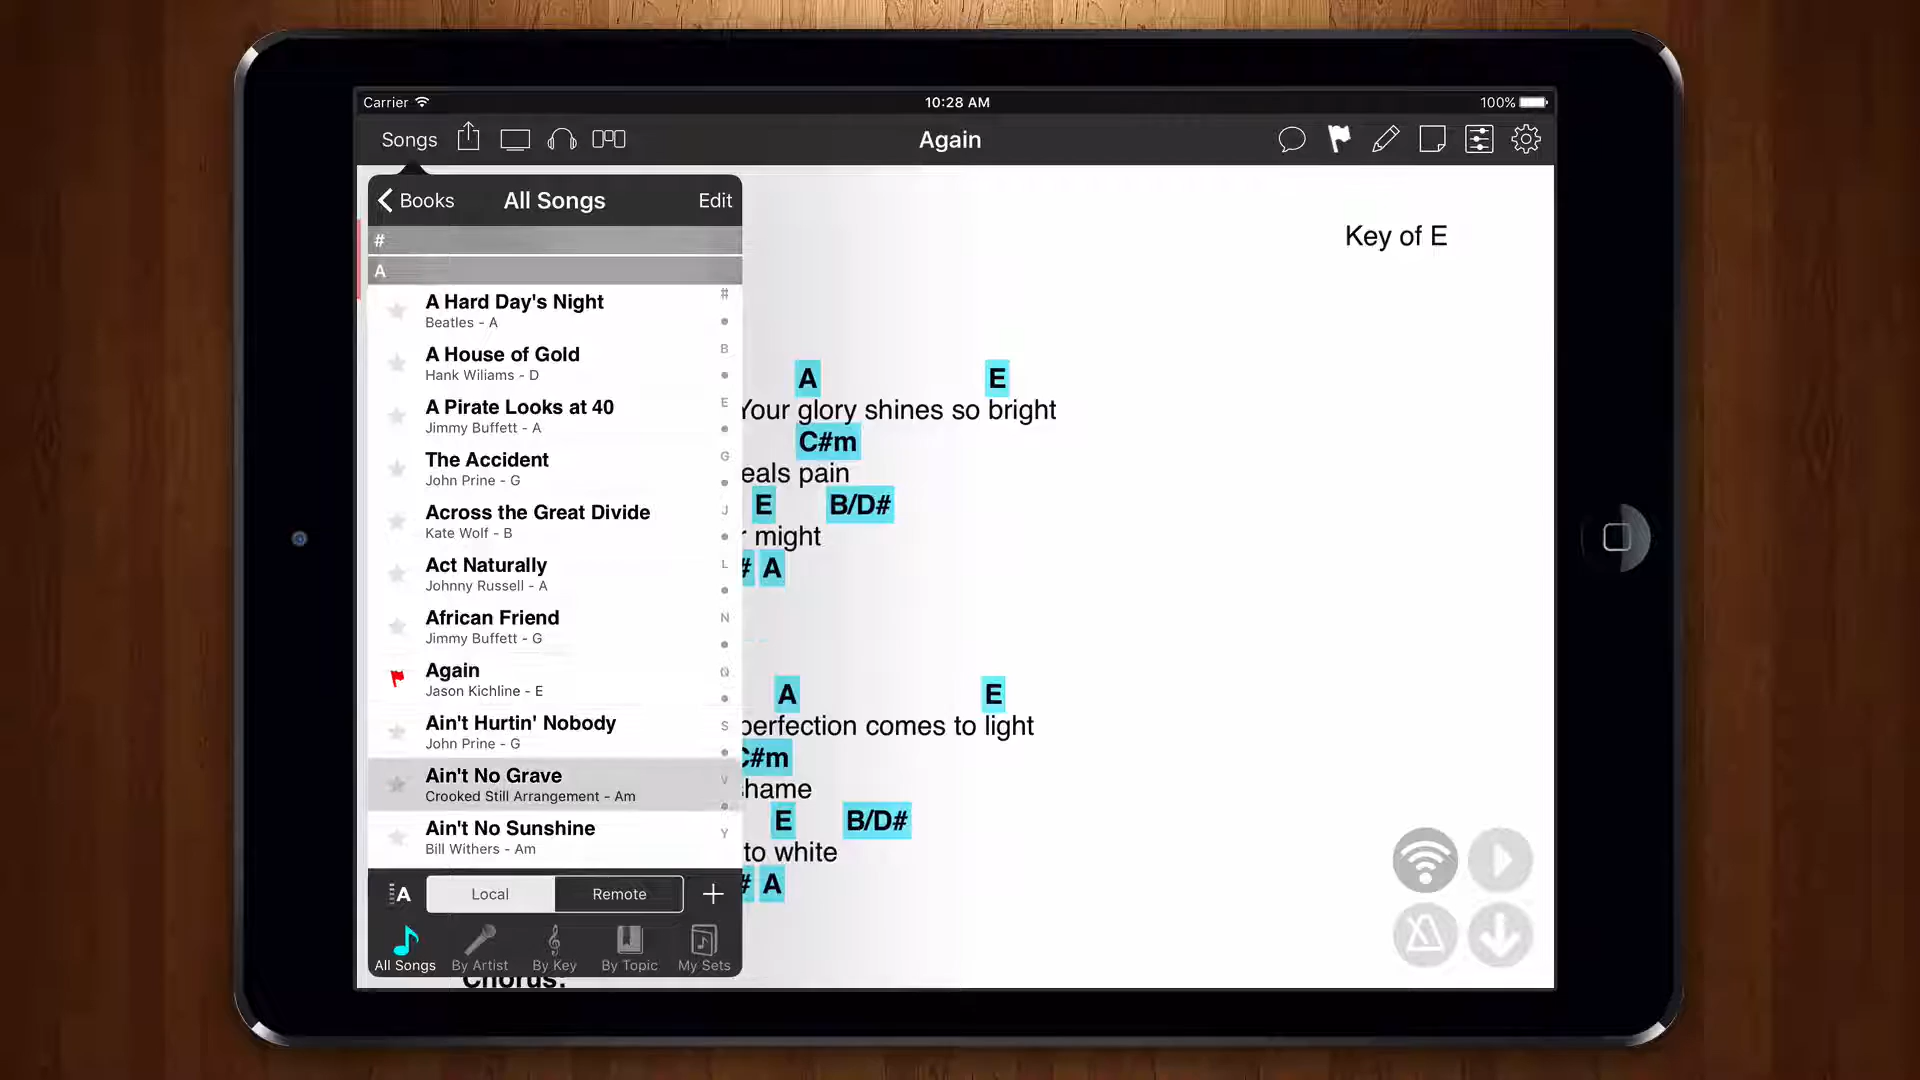 Carrier
10:28 AM
100%
Songs
Again
Books
All Songs
Edit
#
A
A Hard Day's Night
Beatles - A
A House of Gold
Hank Wiliams - D
A Pirate Looks at 40
Jimmy Buffett - A
The Accident
John Prine - G
Across the Great Divide
Kate Wolf - B
Act Naturally
Johnny Russell - A
African Friend
Jimmy Buffett - G
Again
Jason Kichline - E
Ain't Hurtin' Nobody
John Prine - G
Ain't No Grave
Crooked Still Arrangement - Am
Ain't No Sunshine
Bill Withers - Am
#
B
E
G
J
L
N
Q
S
V
Y
A
Local
Remote
+
All Songs
By Artist
By Key
By Topic
My Sets
Key of E
A E
Your glory shines so bright
C#m
eals pain
E B/D#
r might
# A
A E
perfection comes to light
C#m
hame
E B/D#
to white
# A
Chorus: